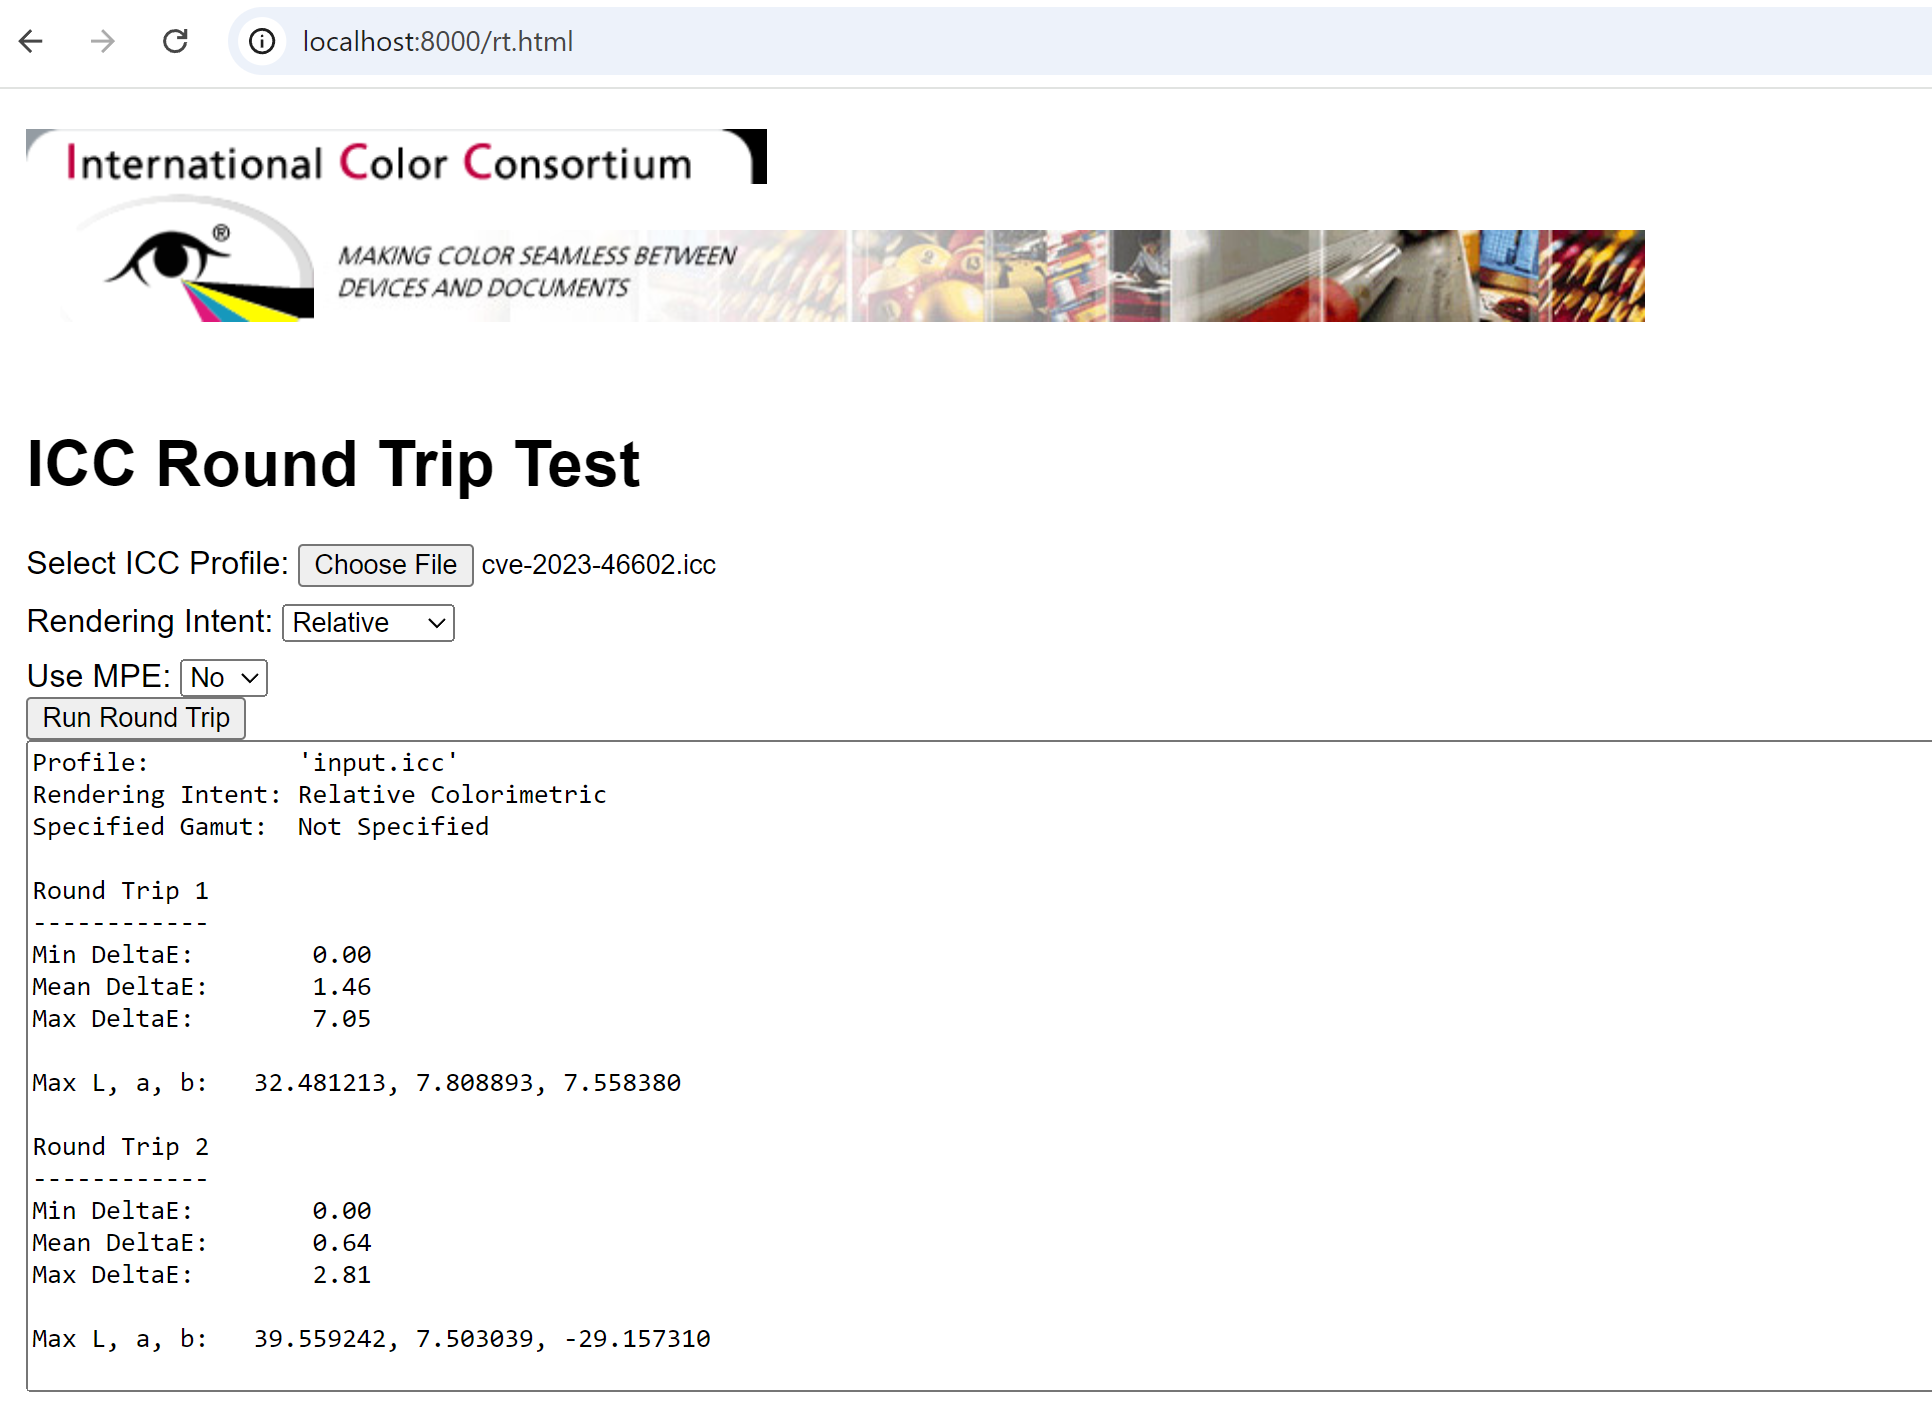 localhost:8000/rt.html
International Color Consortium
®
MAKING COLOR SEAMLESS BETWEEN
DEVICES AND DOCUMENTS
ICC Round Trip Test
Select ICC Profile: Choose File cve-2023-46602.icc
Rendering Intent: Relative
Use MPE: No
Run Round Trip
Profile: 'input.icc'
Rendering Intent: Relative Colorimetric
Specified Gamut: Not Specified
Round Trip 1
------------
Min DeltaE: 0.00
Mean DeltaE: 1.46
Max DeltaE: 7.05
Max L, a, b: 32.481213, 7.808893, 7.558380
Round Trip 2
------------
Min DeltaE: 0.00
Mean DeltaE: 0.64
Max DeltaE: 2.81
Max L, a, b: 39.559242, 7.503039, -29.157310